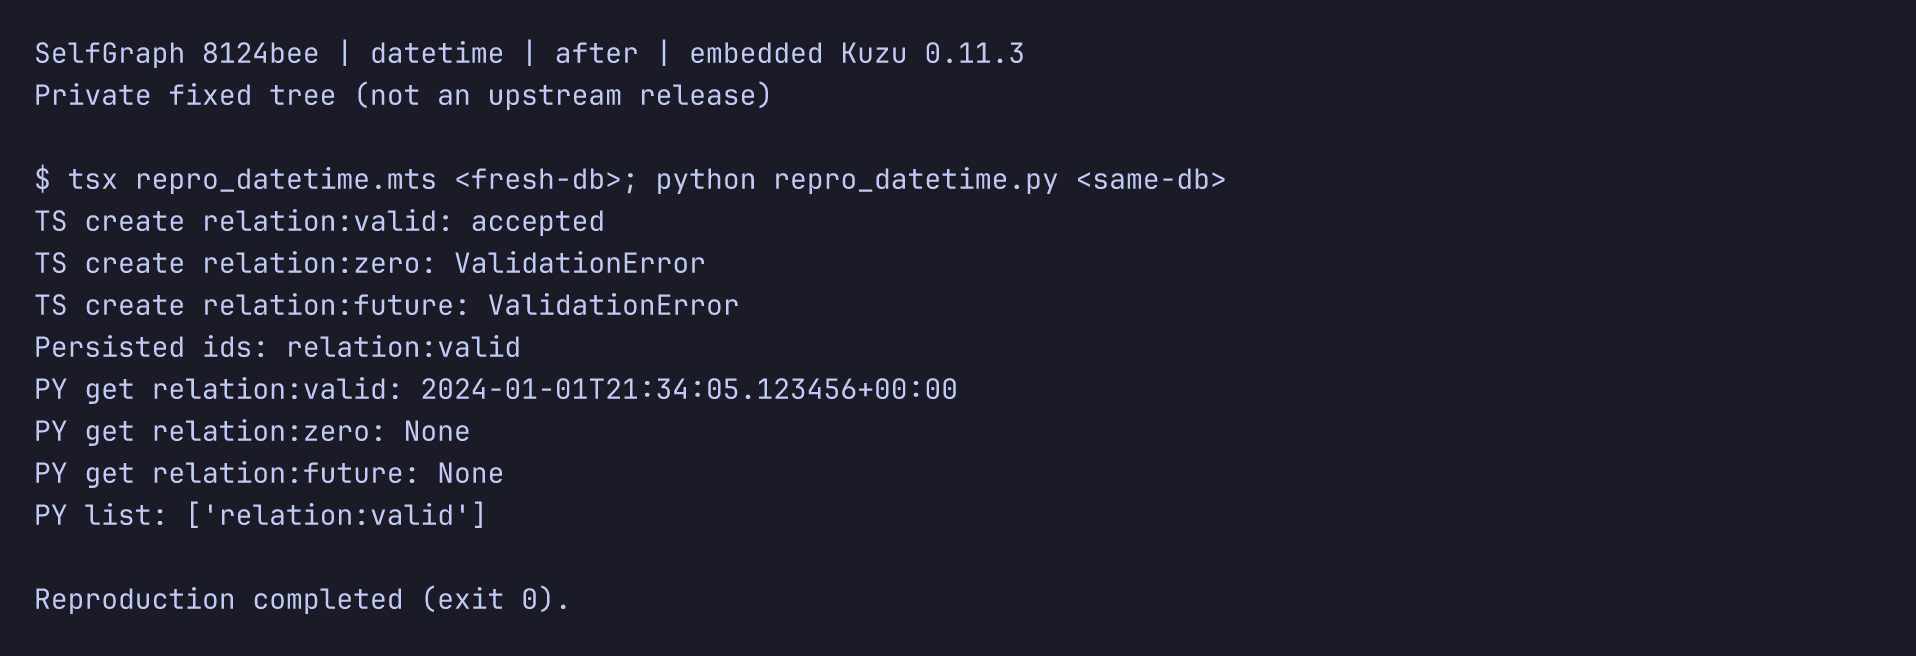 SelfGraph 8124bee | datetime | after | embedded Kuzu 0.11.3
Private fixed tree (not an upstream release)
$ tsx repro_datetime.mts <fresh-db>; python repro_datetime.py <same-db>
TS create relation:valid: accepted
TS create relation:zero: ValidationError
TS create relation:future: ValidationError
Persisted ids: relation:valid
PY get relation:valid: 2024-01-01T21:34:05.123456+00:00
PY get relation:zero: None
PY get relation:future: None
PY list: ['relation:valid']
Reproduction completed (exit 0).